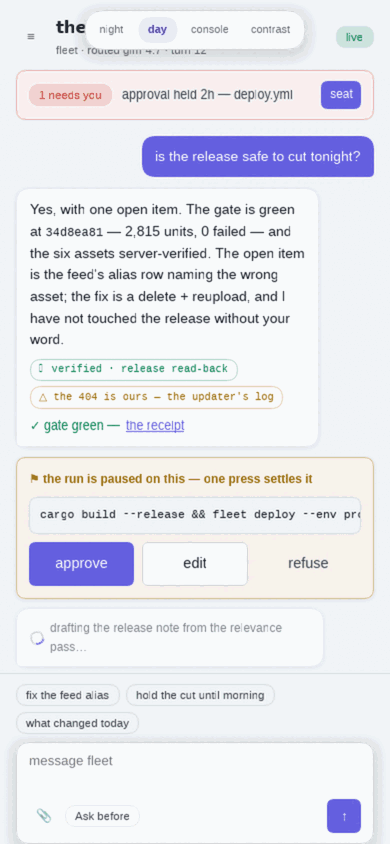 the
night day console contrast
fleet · routed glm 4.7 · turn 12
live
1 needs you approval held 2h — deploy.yml seat
is the release safe to cut tonight?
Yes, with one open item. The gate is green
at 34d8ea81 — 2,815 units, 0 failed — and
the six assets server-verified. The open item
is the feed's alias row naming the wrong
asset; the fix is a delete + reupload, and I
have not touched the release without your
word.
verified · release read-back
△ the 404 is ours — the updater's log
✓ gate green — the receipt
⚑ the run is paused on this — one press settles it
cargo build --release && fleet deploy --env pro
approve edit refuse
drafting the release note from the relevance
pass…
fix the feed alias hold the cut until morning
what changed today
message fleet
Ask before ↑